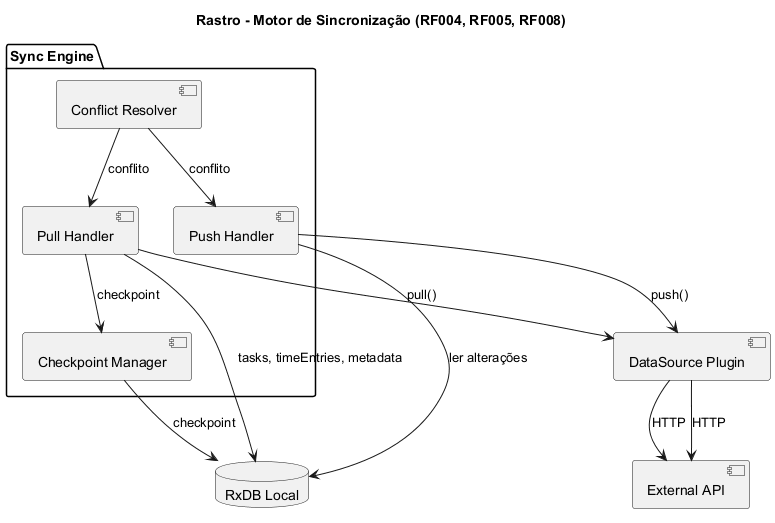 Rastro - Motor de Sincronização (RF004, RF005, RF008)
Sync Engine
Conflict Resolver
conflito
conflito
Pull Handler
Push Handler
checkpoint
pull()
push()
Checkpoint Manager
tasks, timeEntries, metadata
ler alterações
DataSource Plugin
checkpoint
HTTP
HTTP
RxDB Local
External API